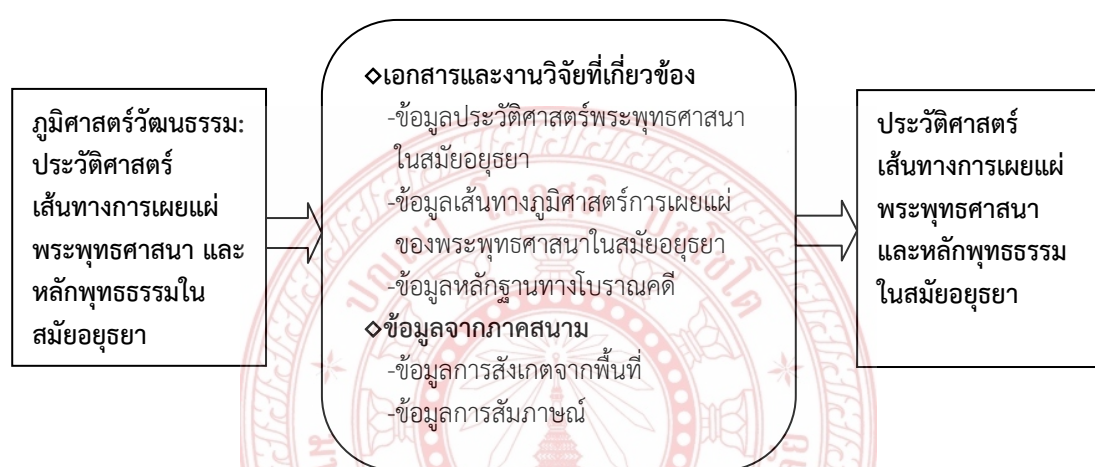 ภูมิศาสตร์วัฒนธรรม:
ประวัติศาสตร์
เส้นทางการเผยแผ่
พระพุทธศาสนา และ
หลักพุทธธรรมใน
สมัยอยุธยา
◇เอกสารและงานวิจัยที่เกี่ยวข้อง
-ข้อมูลประวัติศาสตร์พระพุทธศาสนา
ในสมัยอยุธยา
-ข้อมูลเส้นทางภูมิศาสตร์การเผยแผ่
ของพระพุทธศาสนาในสมัยอยุธยา
-ข้อมูลหลักฐานทางโบราณคดี
◇ข้อมูลจากภาคสนาม
-ข้อมูลการสังเกตจากพื้นที่
-ข้อมูลการสัมภาษณ์
ประวัติศาสตร์
เส้นทางการเผยแผ่
พระพุทธศาสนา
และหลักพุทธธรรม
ในสมัยอยุธยา
ปญฺญา โลกสฺมิ ปชฺโชโต